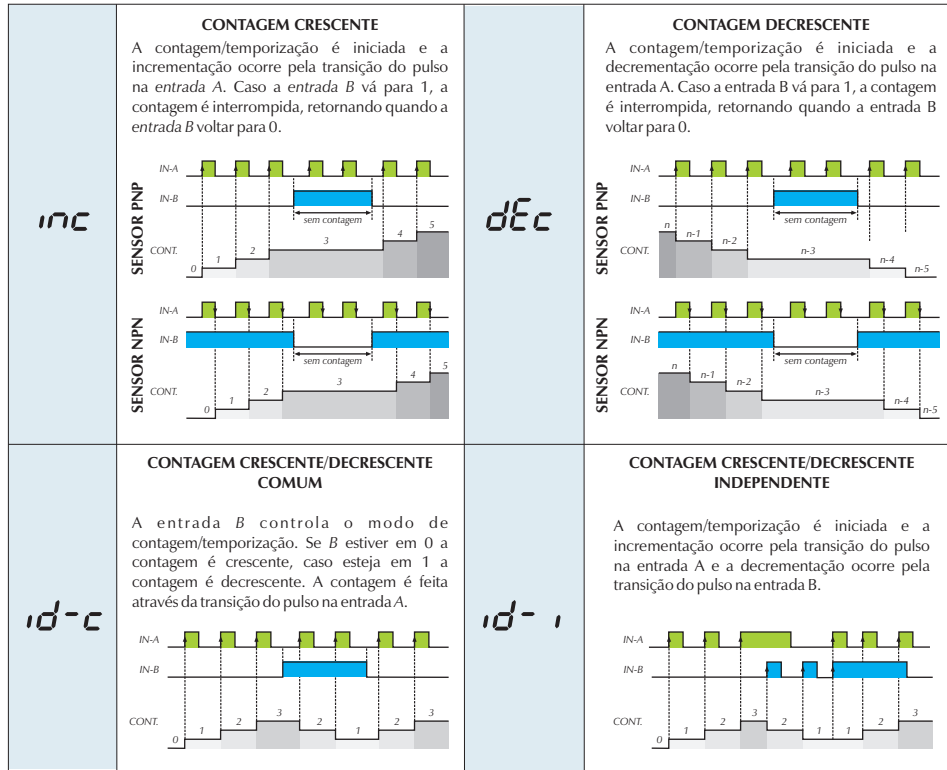 inc
CONTAGEM CRESCENTE
A contagem/temporização é iniciada e a
incrementação ocorre pela transição do pulso
na entrada A. Caso a entrada B vá para 1, a
contagem é interrompida, retornando quando a
entrada B voltar para 0.
SENSOR PNP
IN-A
IN-B
sem contagem
CONT.
0 1 2 3 4 5
SENSOR NPN
IN-A
IN-B
sem contagem
CONT.
0 1 2 3 4 5
dEc
CONTAGEM DECRESCENTE
A contagem/temporização é iniciada e a
decrementação ocorre pela transição do pulso na
entrada A. Caso a entrada B vá para 1, a contagem
é interrompida, retornando quando a entrada B
voltar para 0.
SENSOR PNP
IN-A
IN-B
sem contagem
CONT.
n n-1 n-2 n-3 n-4 n-5
SENSOR NPN
IN-A
IN-B
sem contagem
CONT.
n n-1 n-2 n-3 n-4 n-5
id-c
CONTAGEM CRESCENTE/DECRESCENTE
COMUM
A entrada B controla o modo de
contagem/temporização. Se B estiver em 0 a
contagem é crescente, caso esteja em 1 a
contagem é decrescente. A contagem é feita
através da transição do pulso na entrada A.
IN-A
IN-B
CONT.
0 1 2 3 2 1 2 3
id-i
CONTAGEM CRESCENTE/DECRESCENTE
INDEPENDENTE
A contagem/temporização é iniciada e a
incrementação ocorre pela transição do pulso
na entrada A e a decrementação ocorre pela
transição do pulso na entrada B.
IN-A
IN-B
CONT.
0 1 2 3 2 1 1 2 3